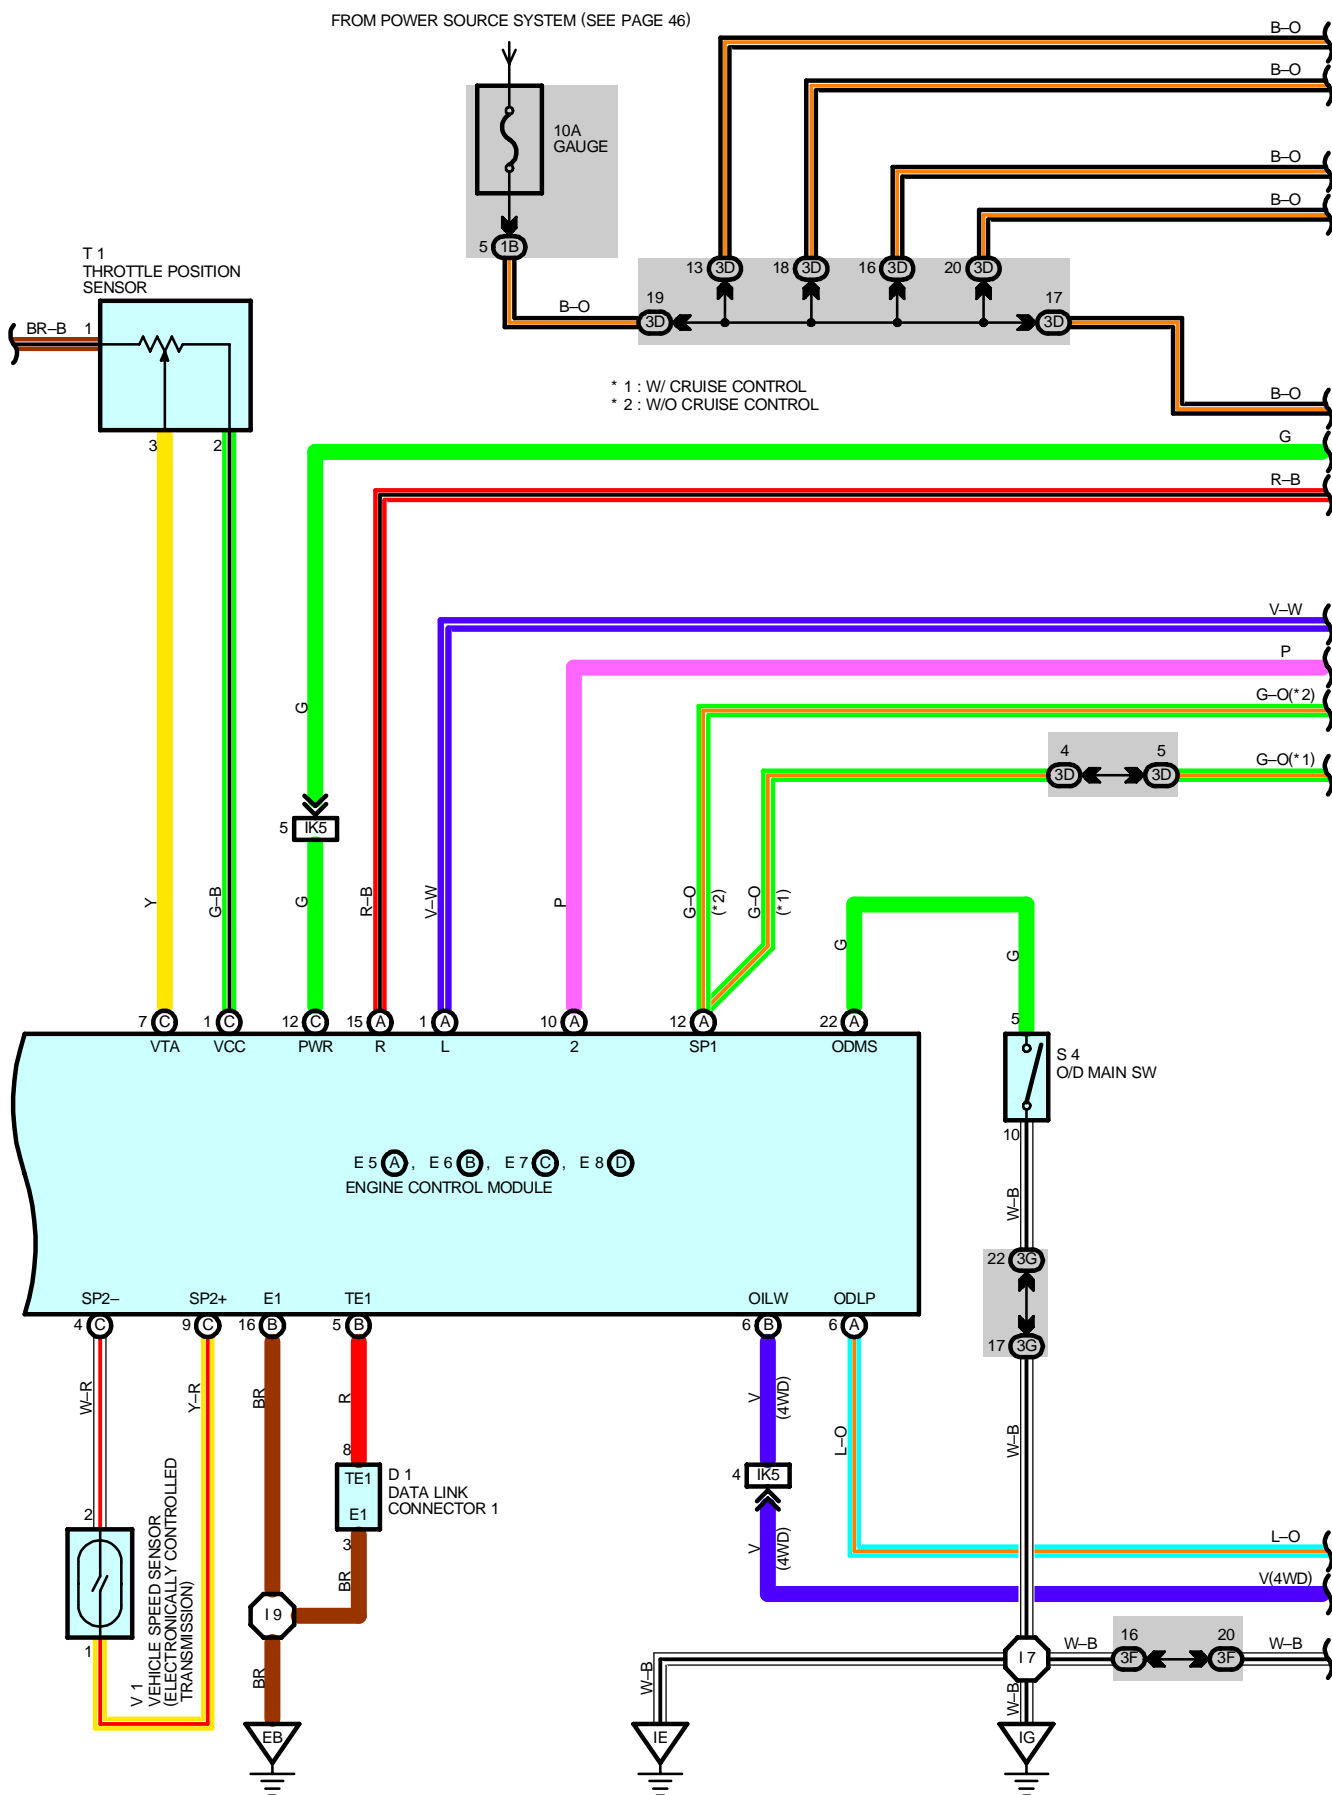 FROM POWER SOURCE SYSTEM (SEE PAGE 46)
B–O
B–O
10A
GAUGE
B–O
B–O
5 1B
T 1
THROTTLE POSITION
SENSOR
13 3D
18 3D
16 3D
20 3D
B–O
19
3D
17
3D
BR–B 1
* 1 : W/ CRUISE CONTROL
* 2 : W/O CRUISE CONTROL
B–O
3
2
G
R–B
V–W
P
G–O(*2)
G
4
3D
5
3D
G–O(*1)
5 IK5
Y
G–B
G
R–B
V–W
P
G–O
(*2)
G–O
(*1)
G
G
7 C
1 C
12 C
15 A
1 A
10 A
12 A
22 A
5
VTA
VCC
PWR
R
L
2
SP1
ODMS
S 4
O/D MAIN SW
10
E 5 A , E 6 B , E 7 C , E 8 D
ENGINE CONTROL MODULE
W–B
22 3G
17 3G
SP2–
SP2+
E1
TE1
OILW
ODLP
4 C
9 C
16 B
5 B
6 B
6 A
W–R
Y–R
BR
R
V
(4WD)
L–O
W–B
8
TE1
E1
3
D 1
DATA LINK
CONNECTOR 1
4 IK5
2
1
V 1
VEHICLE SPEED SENSOR
(ELECTRONICALLY CONTROLLED
TRANSMISSION)
BR
V
(4WD)
L–O
V(4WD)
I 9
BR
W–B
I 7
W–B
16
3F
20
3F
W–B
W–B
EB
IE
IG